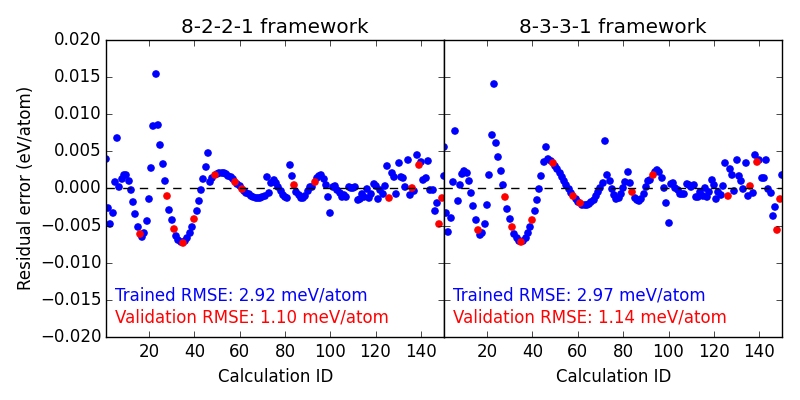 8-2-2-1 framework
8-3-3-1 framework
0.020
0.015
0.010
0.005
0.000
−0.005
−0.010
−0.015
−0.020
Residual error (eV/atom)
Trained RMSE: 2.92 meV/atom
Validation RMSE: 1.10 meV/atom
Trained RMSE: 2.97 meV/atom
Validation RMSE: 1.14 meV/atom
20 40 60 80 100 120 140
20 40 60 80 100 120 140
Calculation ID
Calculation ID